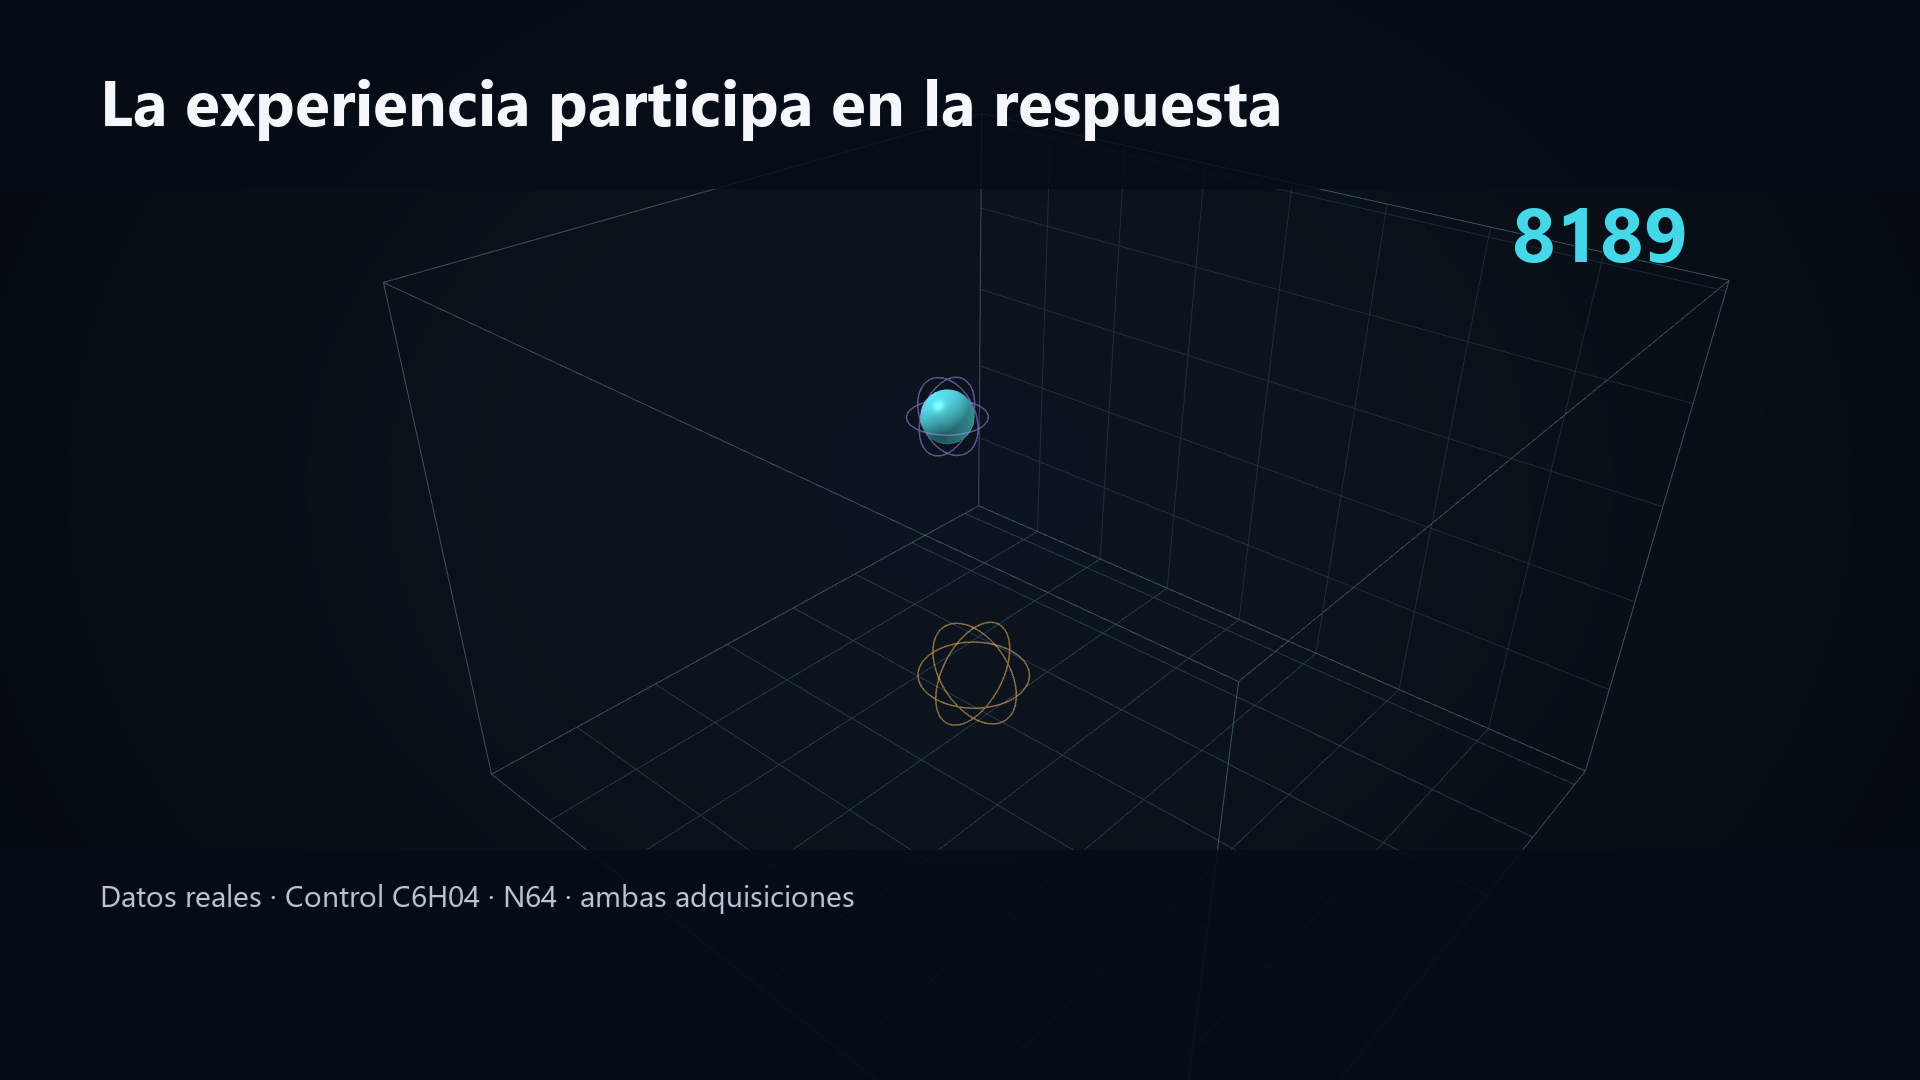 La experiencia participa en la respuesta
8189
Datos reales · Control C6H04 · N64 · ambas adquisiciones